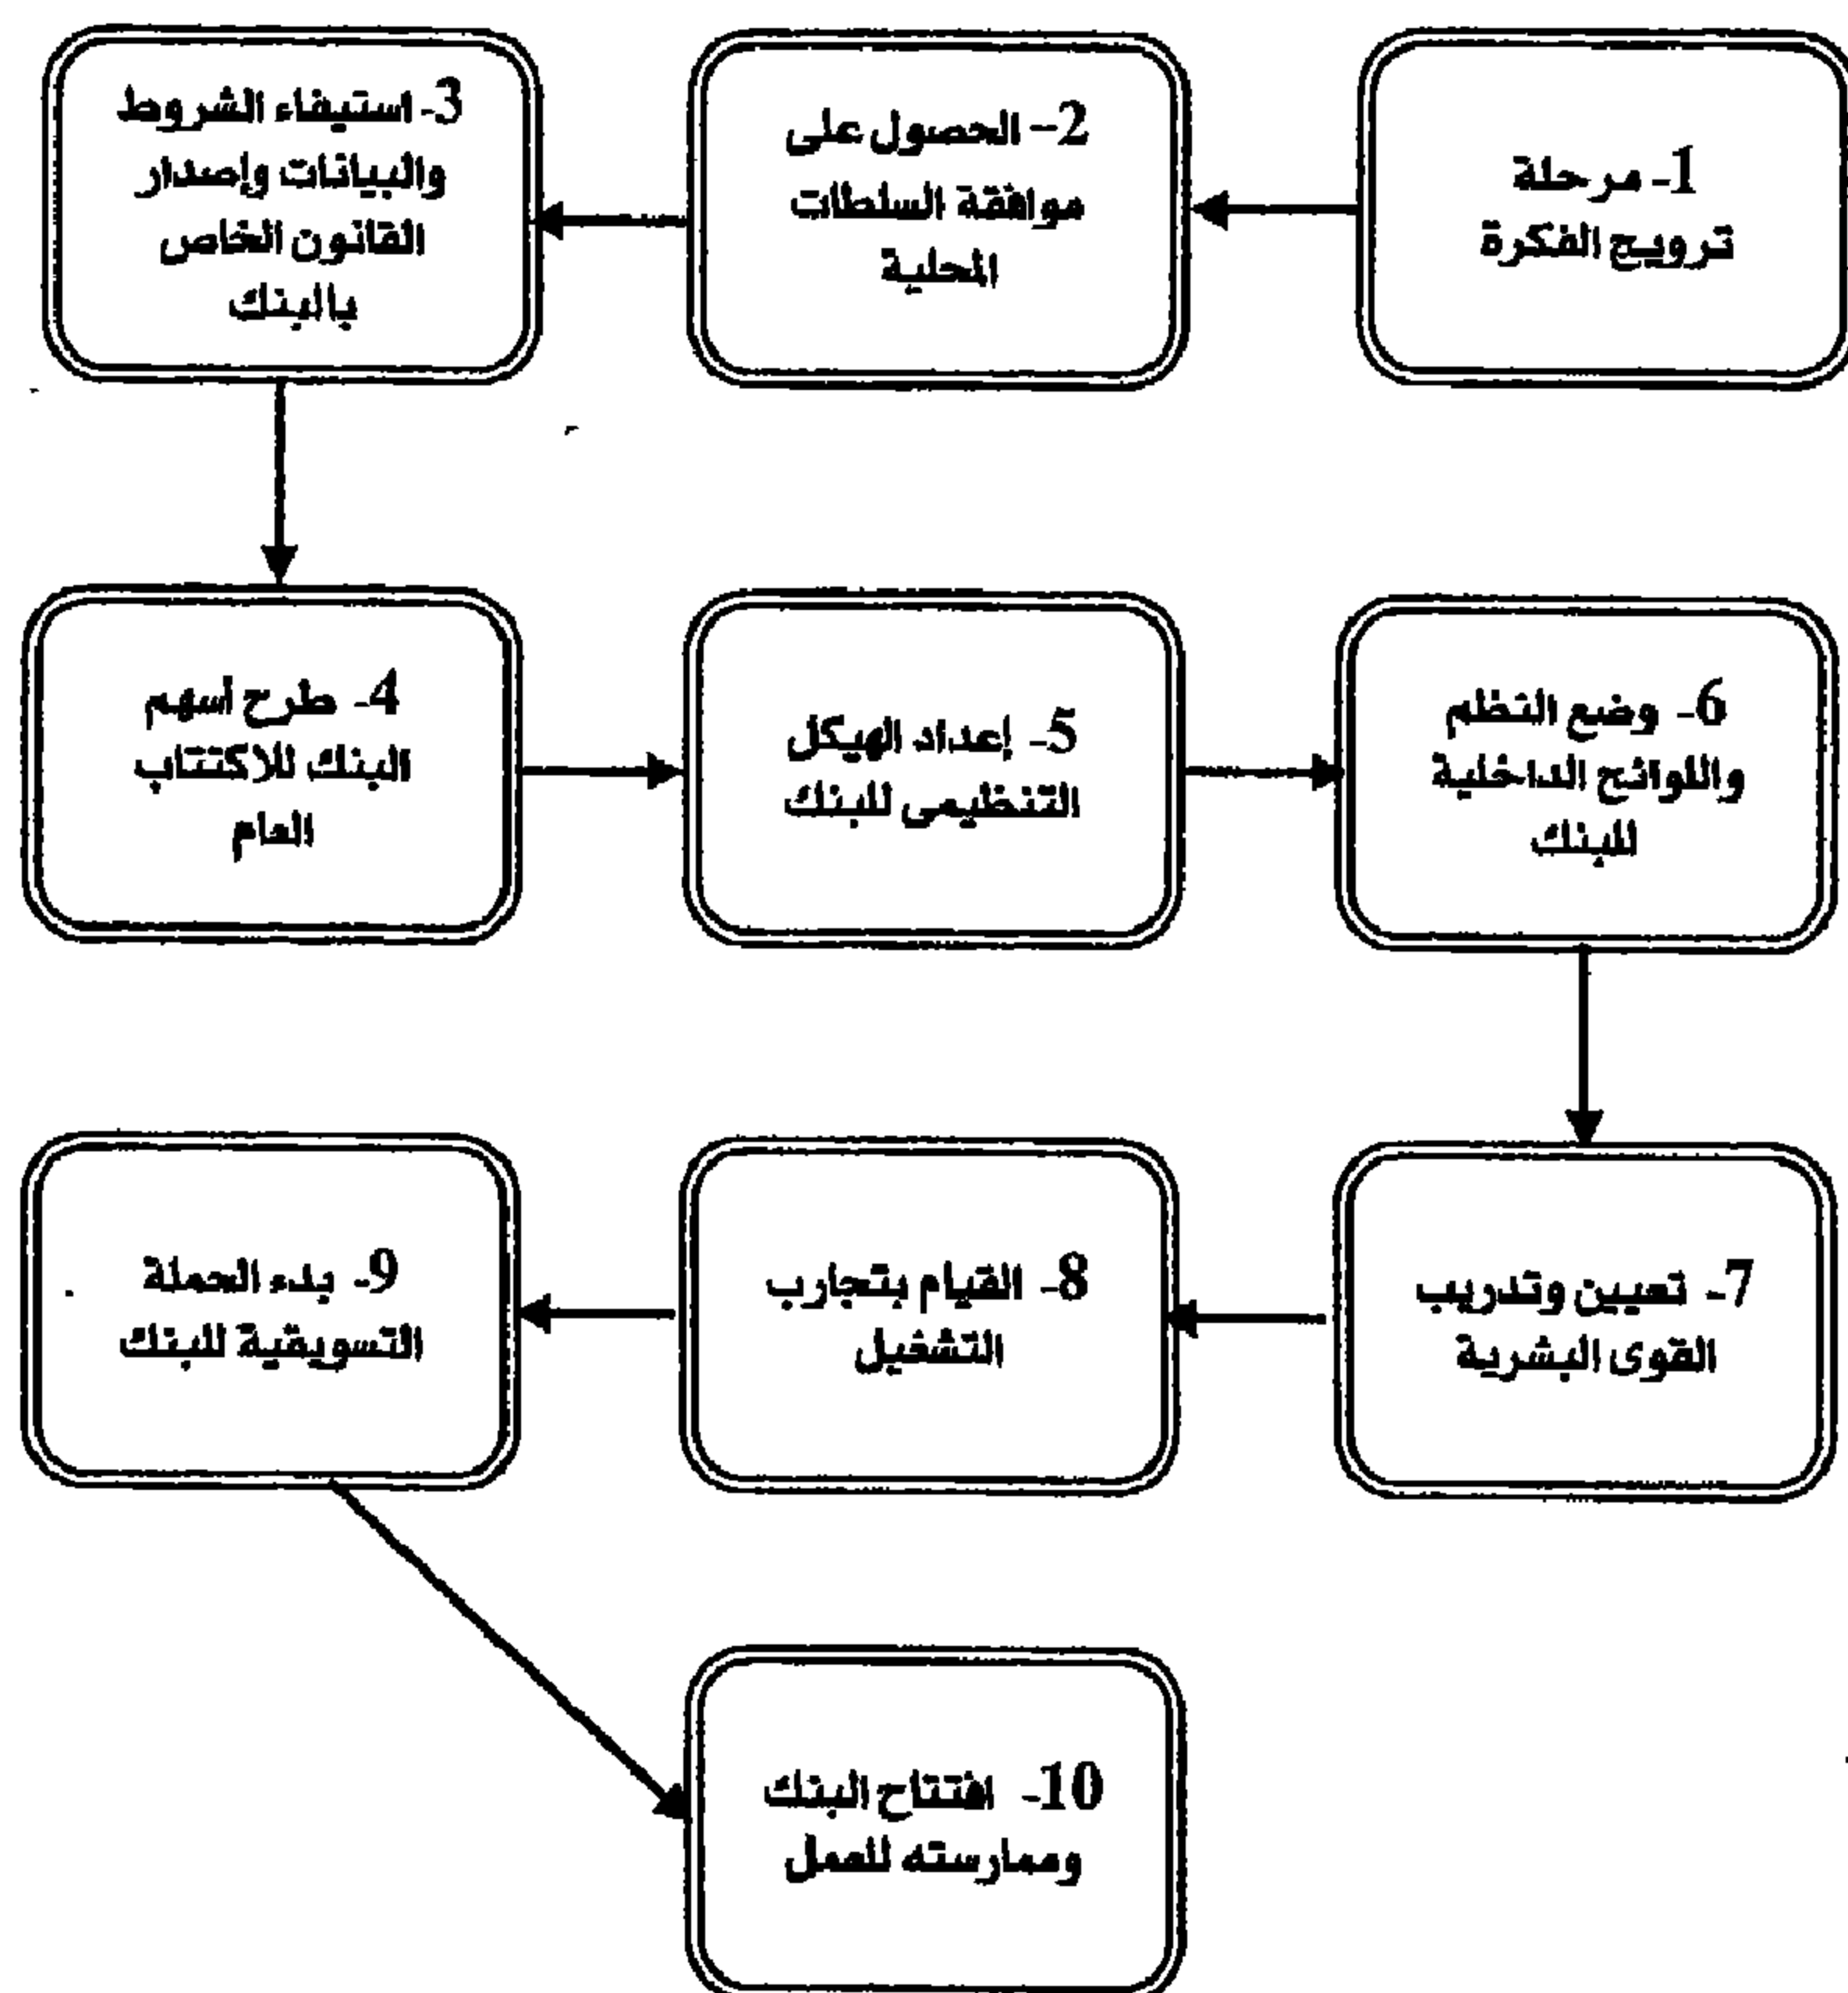 1- مرحلة
ترويج الفكرة
2- الحصول على
موافقة السلطات
المحلية
3- استيفاء الشروط
والبيانات وإصدار
القانون الخاص
بالبنك
4- طرح أسهم
البنك للاكتتاب
العام
5- إعداد الهيكل
التنظيمى للبنك
6- وضع النظم
واللوائح الداخلية
للبنك
7- تعيين وتدريب
القوى البشرية
8- القيام بتجارب
التشغيل
9- بدء الحملة
التسويقية للبنك
10- افتتاح البنك
وممارسته للعمل